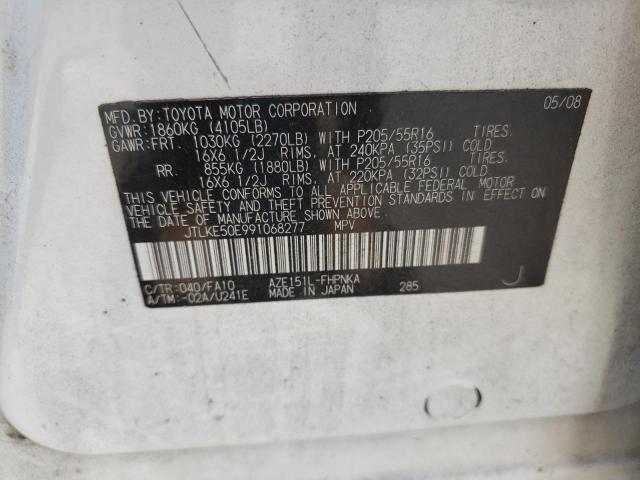 MFD.BY:TOYOTA MOTOR CORPORATION 05/08
GVWR:1860KG (4105LB)
GAWR:FRT. 1030KG (2270LB) WITH P205/55R16 TIRES.
16X6 1/2J RIMS. AT 240KPA (35PSI) COLD
RR. 855KG (1880LB) WITH P205/55R16 TIRES.
16X6 1/2J RIMS. AT 220KPA (32PSI) COLD
THIS VEHICLE CONFORMS TO ALL APPLICABLE FEDERAL MOTOR
VEHICLE SAFETY AND THEFT PREVENTION STANDARDS IN EFFECT ON
THE DATE OF MANUFACTURE SHOWN ABOVE.
JTLKE50E991068277 MPV
C/TR:040/FA10 AZE151L-FHPNKA 285 J
A/TM:-02A/U241E MADE IN JAPAN